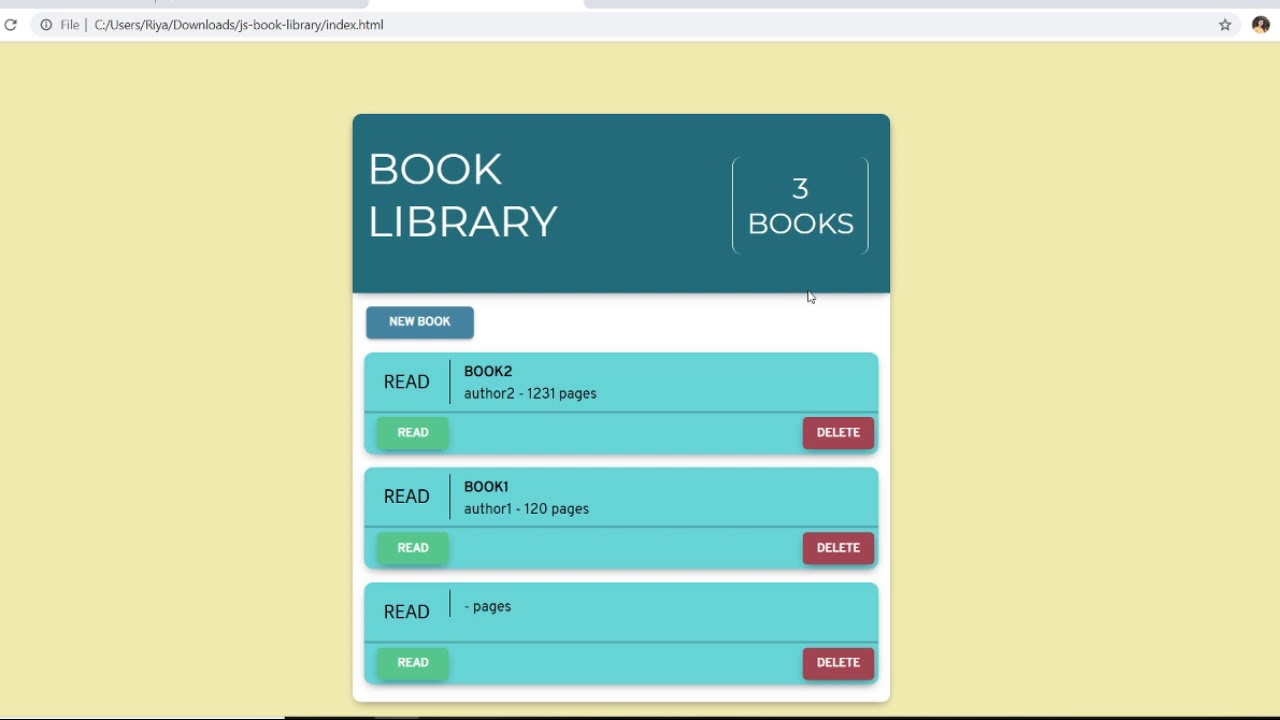 File | C:/Users/Riya/Downloads/js-book-library/index.html
BOOK
LIBRARY
3
BOOKS
NEW BOOK
READ
BOOK2
author2 - 1231 pages
READ
DELETE
READ
BOOK1
author1 - 120 pages
READ
DELETE
READ
- pages
READ
DELETE